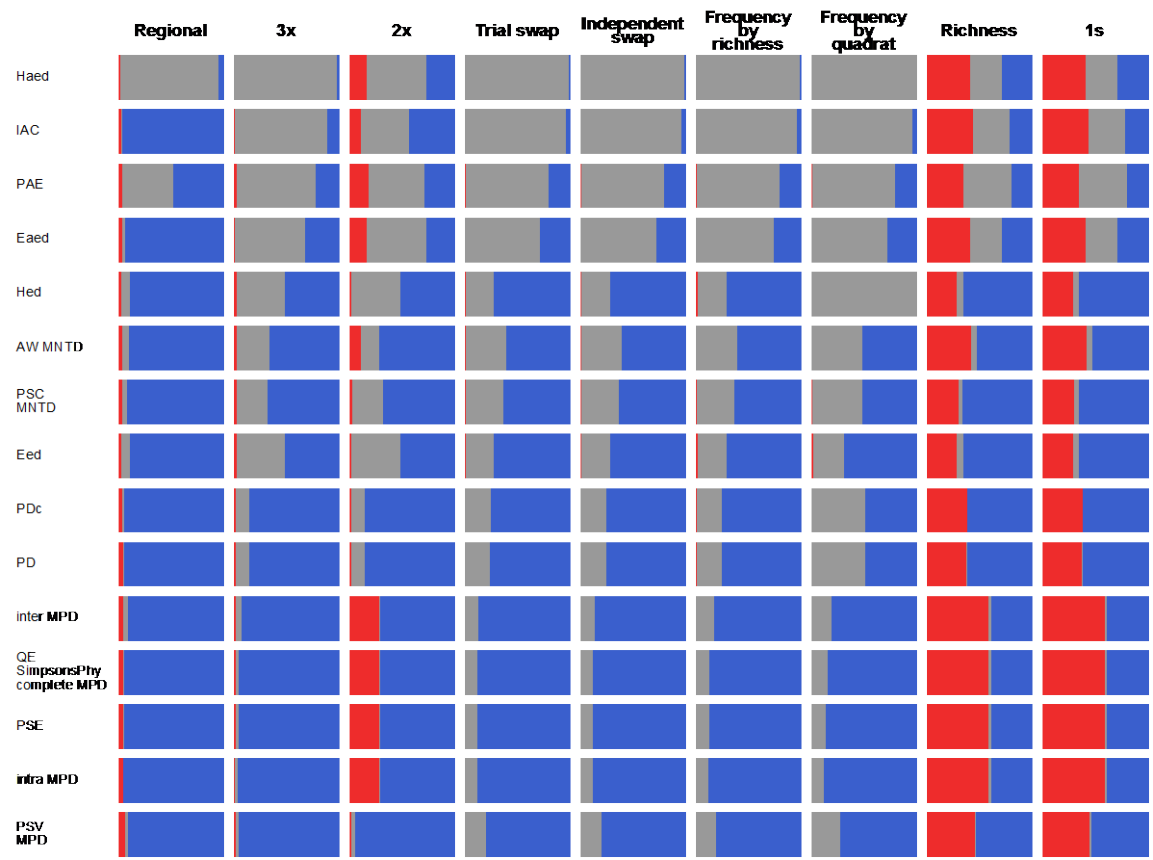 Regional 3x 2x Trial swap Independent swap Frequency by richness Frequency by quadrat Richness 1s
Haed
IAC
PAE
Eaed
Hed
AW MNTD
PSC
MNTD
Eed
PDc
PD
inter MPD
QE
SimpsonsPhy
complete MPD
PSE
intra MPD
PSV
MPD